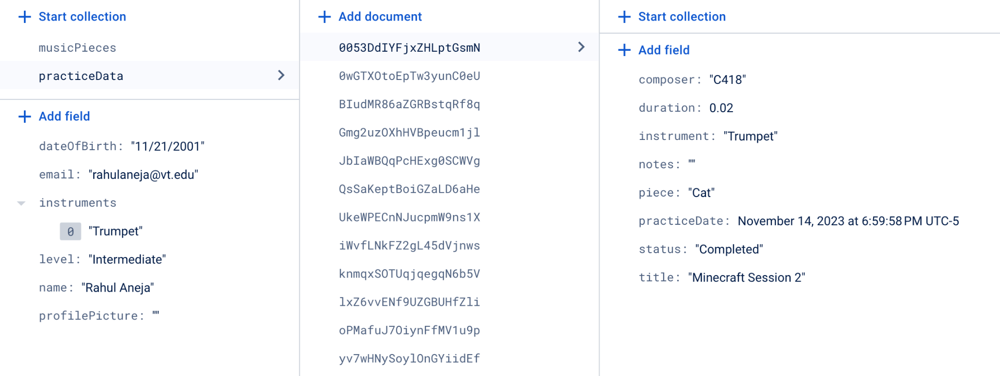 Start collection
musicPieces
practiceData
Add field
dateOfBirth: "11/21/2001"
email: "rahulaneja@vt.edu"
instruments
0 "Trumpet"
level: "Intermediate"
name: "Rahul Aneja"
profilePicture: ""
Add document
0053DdIYFjxZHLptGsmN
0wGTXOtoEpTw3yunC0eU
BIudMR86aZGRBstqRf8q
Gmg2uzOXhHVBpeucm1jl
JbIaWBQqPcHExg0SCWVg
QsSaKeptBoiGZaLD6aHe
UkeWPECnNJucpmW9ns1X
iWvfLNkFZ2gL45dVjnws
knmqxSOTUqjqegqN6b5V
lxZ6vvENf9UZGBUHfZli
oPMafuJ7OiynFfMV1u9p
yv7wHNySoylOnGYiidEf
Start collection
Add field
composer: "C418"
duration: 0.02
instrument: "Trumpet"
notes: ""
piece: "Cat"
practiceDate: November 14, 2023 at 6:59:58 PM UTC-5
status: "Completed"
title: "Minecraft Session 2"